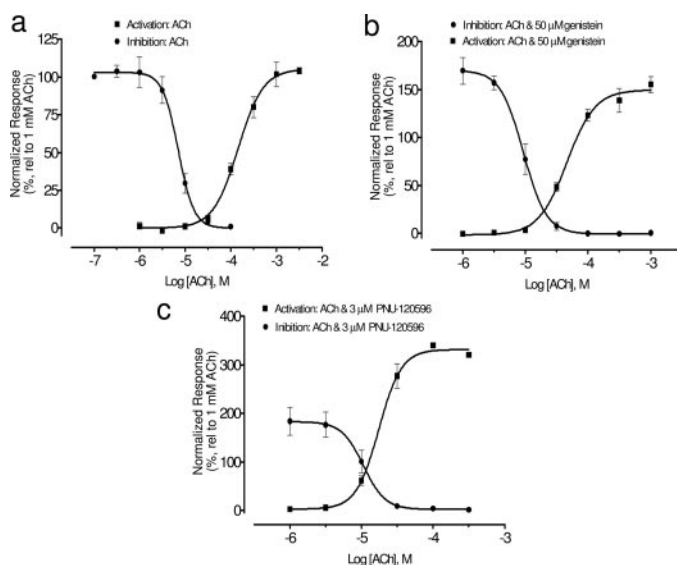 a
Activation: ACh
Inhibition: ACh
125
100
75
50
25
0
Normalized Response
(%, rel to 1 mM ACh)
-7 -6 -5 -4 -3 -2
Log [ACh], M
b
Inhibition: ACh & 50 μM genistein
Activation: ACh & 50 μM genistein
200
150
100
50
0
Normalized Response
(%, rel to 1 mM ACh)
-6 -5 -4 -3
Log [ACh], M
c
Activation: ACh & 3 μM PNU-120596
Inbition: ACh & 3 μM PNU-120596
400
300
200
100
0
Normalized Response
(%, rel to 1 mM ACh)
-6 -5 -4 -3
Log [ACh], M